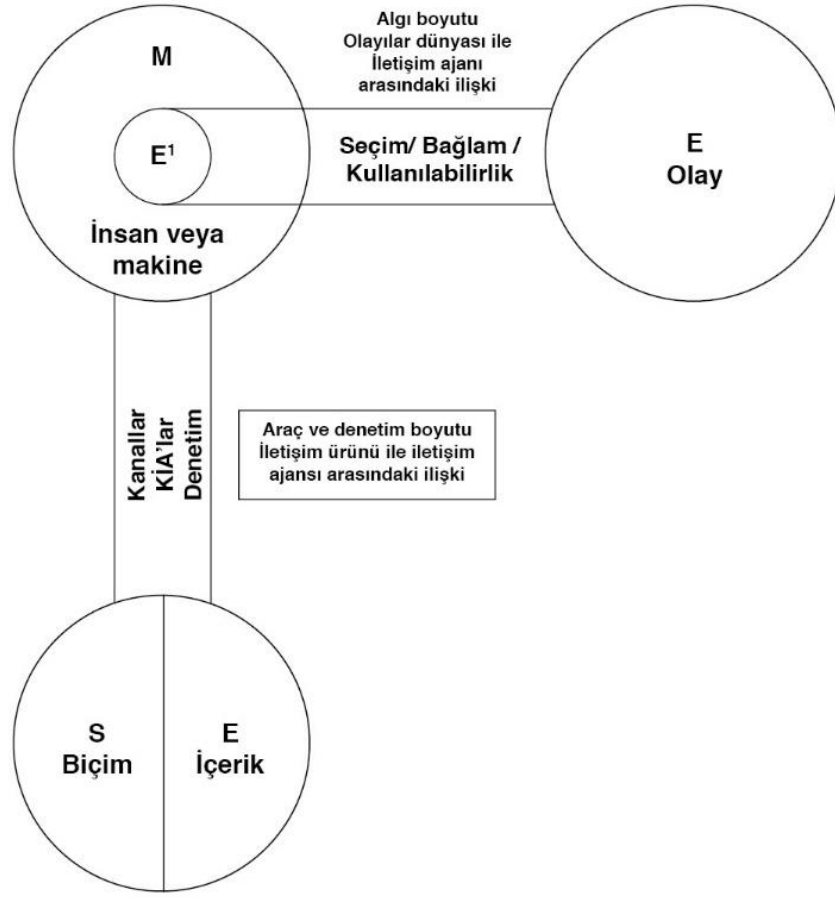 M
E¹
İnsan veya
makine
Algı boyutu
Olayılar dünyası ile
İletişim ajanı
arasındaki ilişki
Seçim/ Bağlam /
Kullanılabilirlik
E
Olay
Kanallar
KİA'lar
Denetim
Araç ve denetim boyutu
İletişim ürünü ile iletişim
ajansı arasındaki ilişki
S
Biçim
E
İçerik